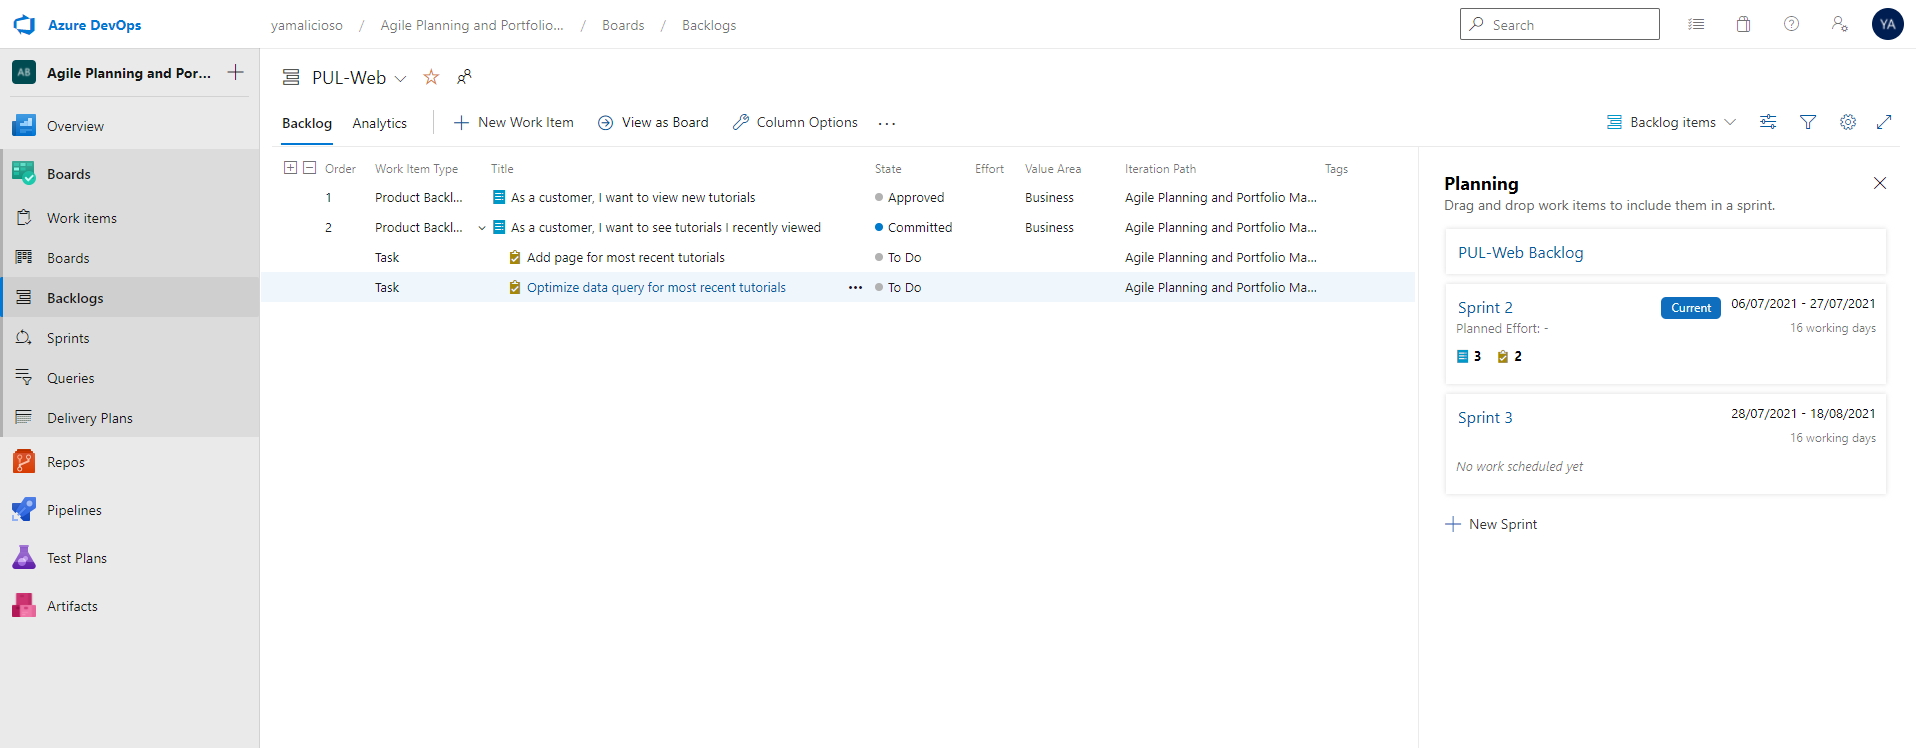 Azure DevOps
yamalicioso / Agile Planning and Portfolio... / Boards / Backlogs
Search
YA
AB
Agile Planning and Por...
Overview
Boards
Work items
Boards
Backlogs
Sprints
Queries
Delivery Plans
Repos
Pipelines
Test Plans
Artifacts
PUL-Web
Backlog Analytics New Work Item View as Board Column Options ... Backlog items
Order Work Item Type Title State Effort Value Area Iteration Path Tags
1 Product Backl... As a customer, I want to view new tutorials Approved Business Agile Planning and Portfolio Ma...
2 Product Backl... As a customer, I want to see tutorials I recently viewed Committed Business Agile Planning and Portfolio Ma...
Task Add page for most recent tutorials To Do Agile Planning and Portfolio Ma...
Task Optimize data query for most recent tutorials ... To Do Agile Planning and Portfolio Ma...
Planning
Drag and drop work items to include them in a sprint.
PUL-Web Backlog
Sprint 2 Current 06/07/2021 - 27/07/2021
Planned Effort: - 16 working days
3 2
Sprint 3 28/07/2021 - 18/08/2021
16 working days
No work scheduled yet
New Sprint